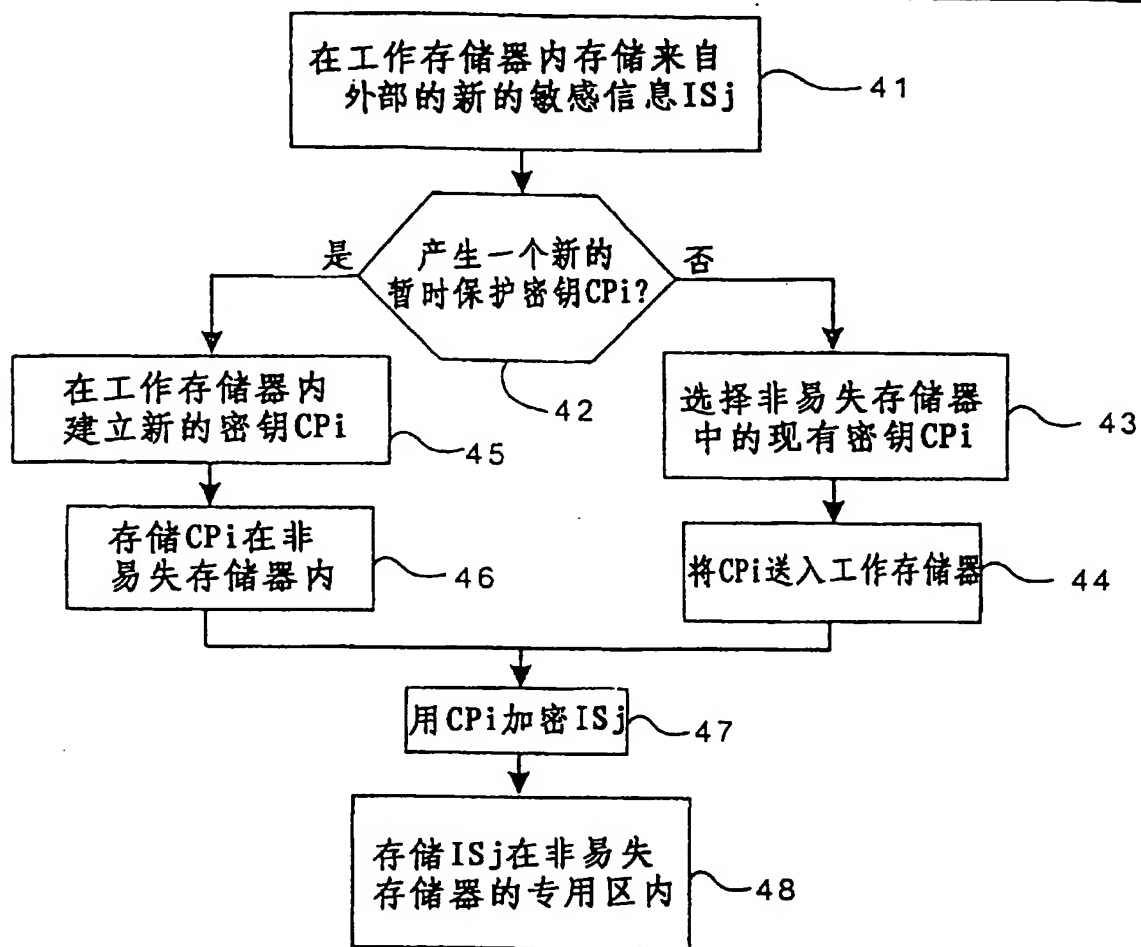 在工作存储器内存储来自
外部的新的敏感信息ISj
41
是
产生一个新的
暂时保护密钥CPi?
否
42
在工作存储器内
建立新的密钥CPi
45
选择非易失存储器
中的现有密钥CPi
43
存储CPi在非
易失存储器内
46
将CPi送入工作存储器
44
用CPi加密ISj
47
存储ISj在非易失
存储器的专用区内
48